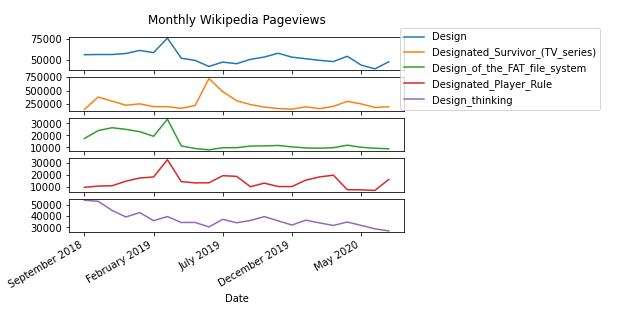 Monthly Wikipedia Pageviews
Design
Designated_Survivor_(TV_series)
Design_of_the_FAT_file_system
Designated_Player_Rule
Design_thinking
75000
50000
750000
500000
250000
30000
20000
10000
30000
20000
10000
50000
40000
30000
September 2018
February 2019
July 2019
December 2019
May 2020
Date